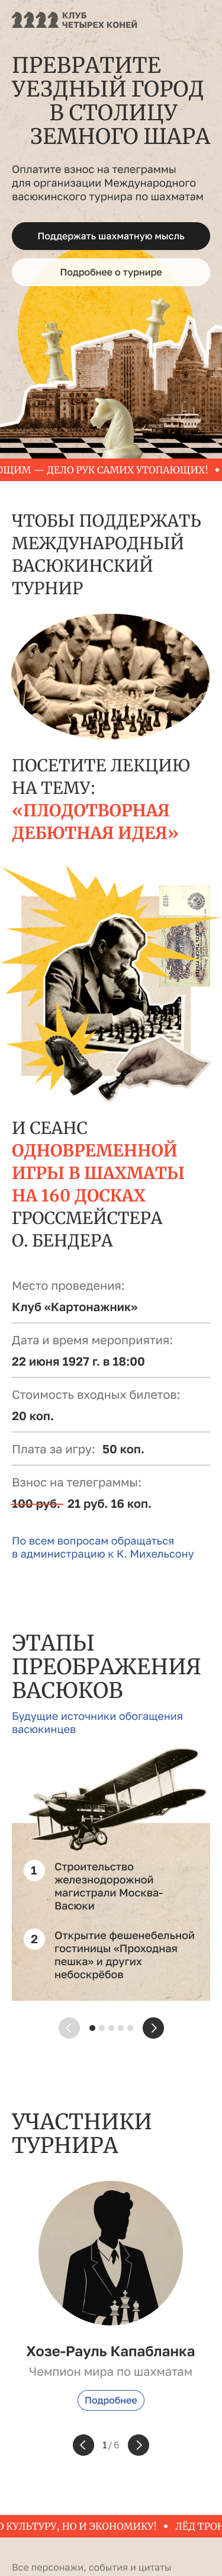 КЛУБ
ЧЕТЫРЕХ КОНЕЙ
ПРЕВРАТИТЕ
УЕЗДНЫЙ ГОРОД
В СТОЛИЦУ
ЗЕМНОГО ШАРА
Оплатите взнос на телеграммы
для организации Международного
васюкинского турнира по шахматам
Поддержать шахматную мысль
Подробнее о турнире
ОЩИМ — ДЕЛО РУК САМИХ УТОПАЮЩИХ! •
ЧТОБЫ ПОДДЕРЖАТЬ
МЕЖДУНАРОДНЫЙ
ВАСЮКИНСКИЙ
ТУРНИР
ПОСЕТИТЕ ЛЕКЦИЮ
НА ТЕМУ:
«ПЛОДОТВОРНАЯ
ДЕБЮТНАЯ ИДЕЯ»
1923
И СЕАНС
ОДНОВРЕМЕННОЙ
ИГРЫ В ШАХМАТЫ
НА 160 ДОСКАХ
ГРОССМЕЙСТЕРА
О. БЕНДЕРА
Место проведения:
Клуб «Картонажник»
Дата и время мероприятия:
22 июня 1927 г. в 18:00
Стоимость входных билетов:
20 коп.
Плата за игру: 50 коп.
Взнос на телеграммы:
100 руб. 21 руб. 16 коп.
По всем вопросам обращаться
в администрацию к К. Михельсону
ЭТАПЫ
ПРЕОБРАЖЕНИЯ
ВАСЮКОВ
Будущие источники обогащения
васюкинцев
1 Строительство
железнодорожной
магистрали Москва-
Васюки
2 Открытие фешенебельной
гостиницы «Проходная
пешка» и других
небоскрёбов
УЧАСТНИКИ
ТУРНИРА
Хозе-Рауль Капабланка
Чемпион мира по шахматам
Подробнее
1 / 6
О КУЛЬТУРУ, НО И ЭКОНОМИКУ! • ЛЁД ТРОН
Все персонажи, события и цитаты